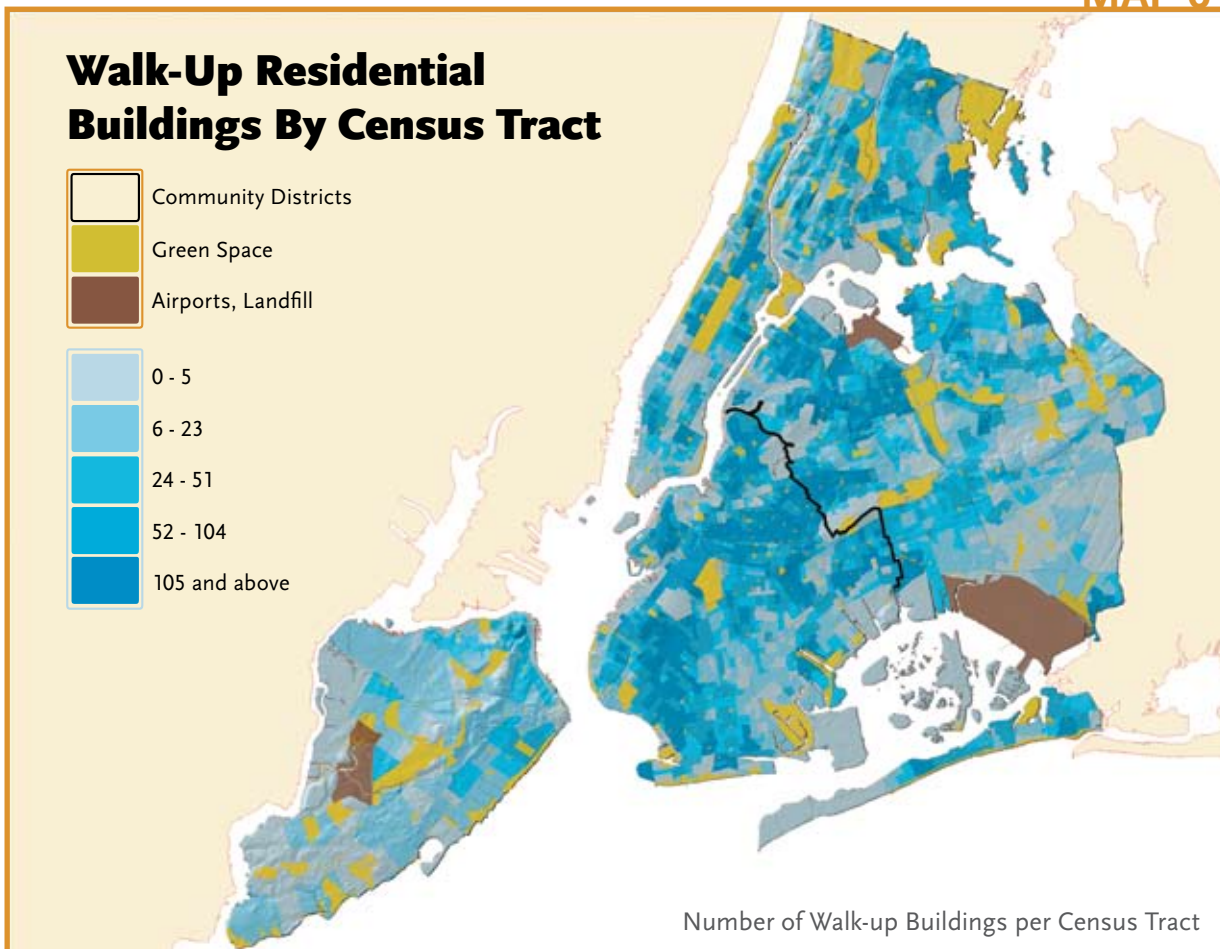 MAP
Walk-Up Residential
Buildings By Census Tract
Community Districts
Green Space
Airports, Landfill
0 - 5
6 - 23
24 - 51
52 - 104
105 and above
Number of Walk-up Buildings per Census Tract